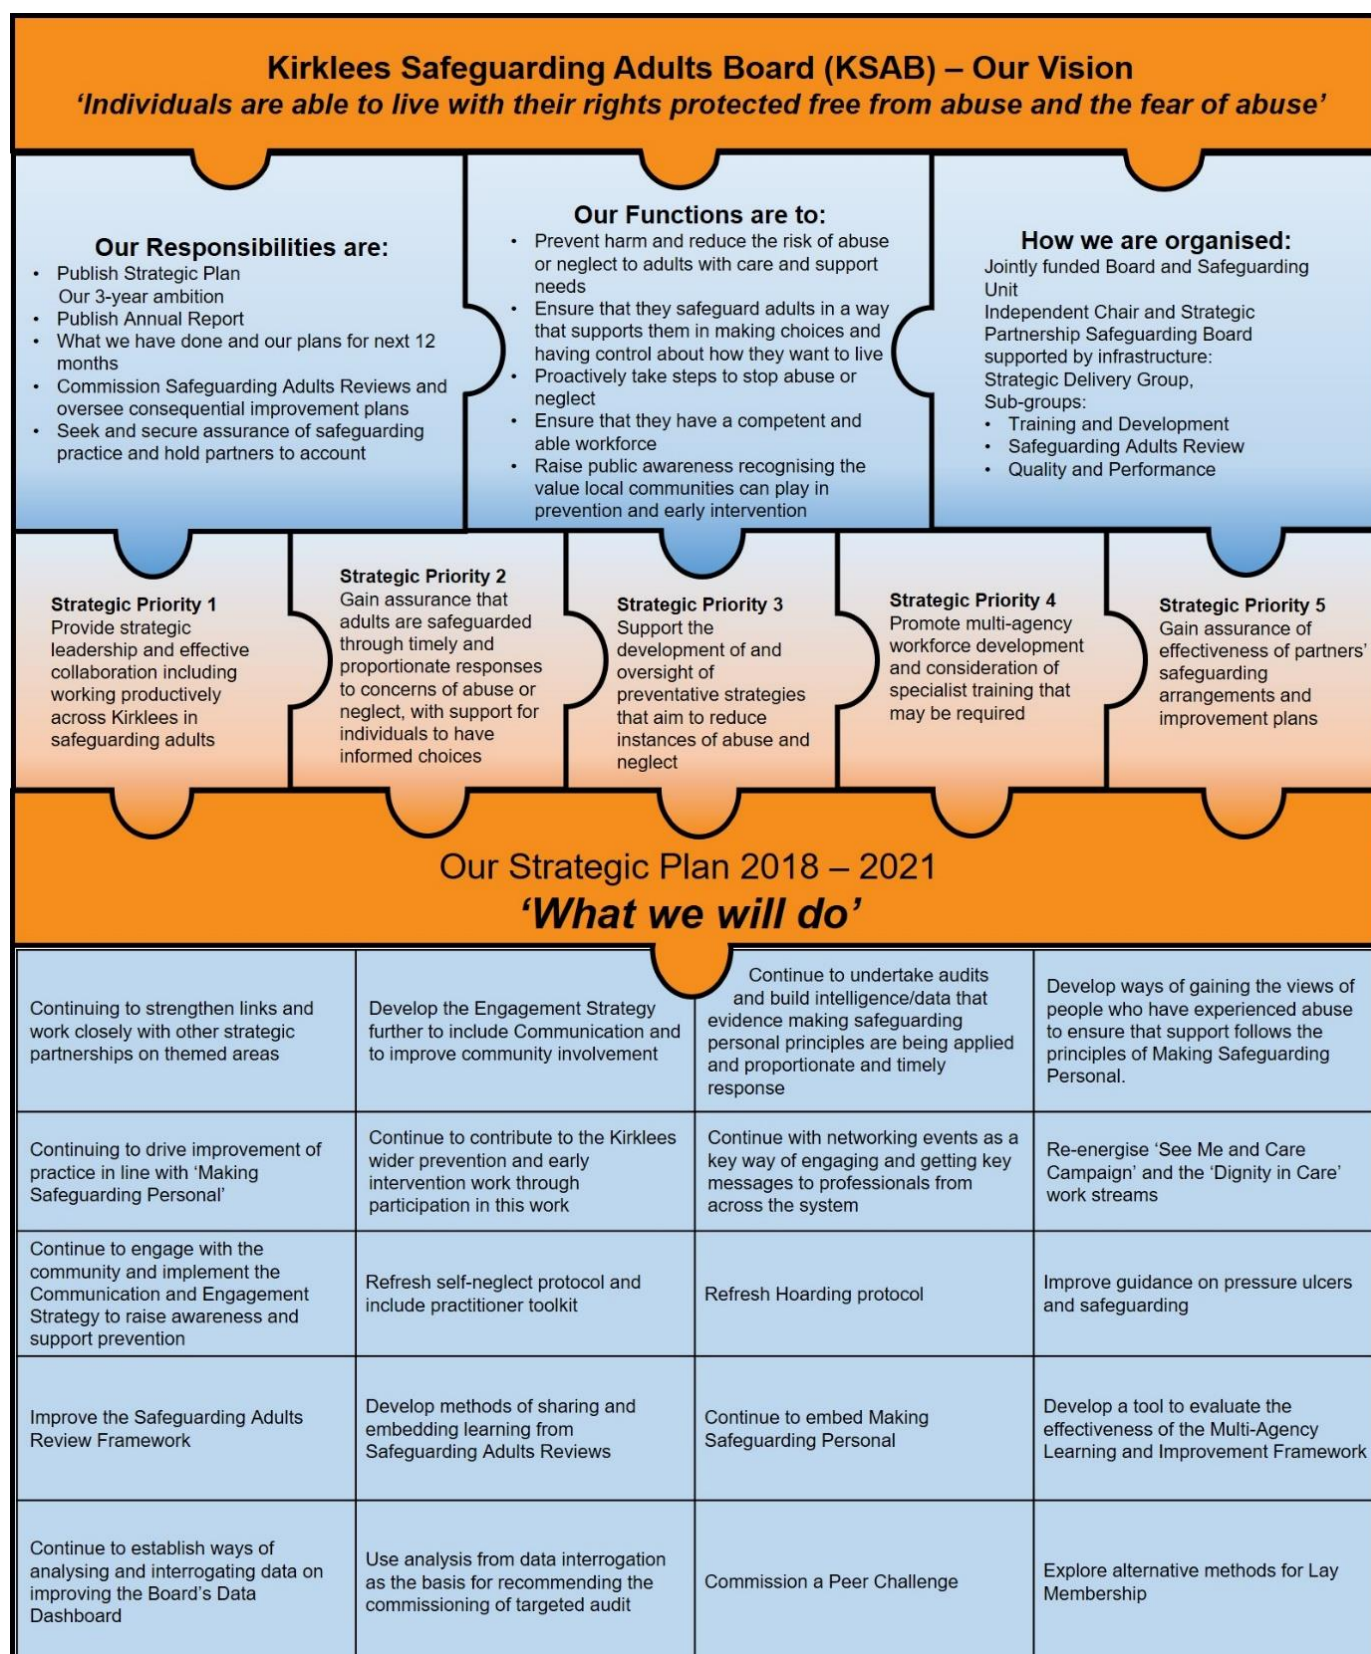 Kirklees Safeguarding Adults Board (KSAB) – Our Vision
‘Individuals are able to live with their rights protected free from abuse and the fear of abuse’
Our Responsibilities are:
• Publish Strategic Plan
Our 3-year ambition
• Publish Annual Report
• What we have done and our plans for next 12
months
• Commission Safeguarding Adults Reviews and
oversee consequential improvement plans
• Seek and secure assurance of safeguarding
practice and hold partners to account
Our Functions are to:
• Prevent harm and reduce the risk of abuse
or neglect to adults with care and support
needs
• Ensure that they safeguard adults in a way
that supports them in making choices and
having control about how they want to live
• Proactively take steps to stop abuse or
neglect
• Ensure that they have a competent and
able workforce
• Raise public awareness recognising the
value local communities can play in
prevention and early intervention
How we are organised:
Jointly funded Board and Safeguarding
Unit
Independent Chair and Strategic
Partnership Safeguarding Board
supported by infrastructure:
Strategic Delivery Group,
Sub-groups:
• Training and Development
• Safeguarding Adults Review
• Quality and Performance
Strategic Priority 1
Provide strategic
leadership and effective
collaboration including
working productively
across Kirklees in
safeguarding adults
Strategic Priority 2
Gain assurance that
adults are safeguarded
through timely and
proportionate responses
to concerns of abuse or
neglect, with support for
individuals to have
informed choices
Strategic Priority 3
Support the
development of and
oversight of
preventative strategies
that aim to reduce
instances of abuse and
neglect
Strategic Priority 4
Promote multi-agency
workforce development
and consideration of
specialist training that
may be required
Strategic Priority 5
Gain assurance of
effectiveness of partners’
safeguarding
arrangements and
improvement plans
Our Strategic Plan 2018 – 2021
‘What we will do’
Continuing to strengthen links and
work closely with other strategic
partnerships on themed areas
Develop the Engagement Strategy
further to include Communication and
to improve community involvement
Continue to undertake audits
and build intelligence/data that
evidence making safeguarding
personal principles are being applied
and proportionate and timely
response
Develop ways of gaining the views of
people who have experienced abuse
to ensure that support follows the
principles of Making Safeguarding
Personal.
Continuing to drive improvement of
practice in line with ‘Making
Safeguarding Personal’
Continue to contribute to the Kirklees
wider prevention and early
intervention work through
participation in this work
Continue with networking events as a
key way of engaging and getting key
messages to professionals from
across the system
Re-energise ‘See Me and Care
Campaign’ and the ‘Dignity in Care’
work streams
Continue to engage with the
community and implement the
Communication and Engagement
Strategy to raise awareness and
support prevention
Refresh self-neglect protocol and
include practitioner toolkit
Refresh Hoarding protocol
Improve guidance on pressure ulcers
and safeguarding
Improve the Safeguarding Adults
Review Framework
Develop methods of sharing and
embedding learning from
Safeguarding Adults Reviews
Continue to embed Making
Safeguarding Personal
Develop a tool to evaluate the
effectiveness of the Multi-Agency
Learning and Improvement Framework
Continue to establish ways of
analysing and interrogating data on
improving the Board’s Data
Dashboard
Use analysis from data interrogation
as the basis for recommending the
commissioning of targeted audit
Commission a Peer Challenge
Explore alternative methods for Lay
Membership